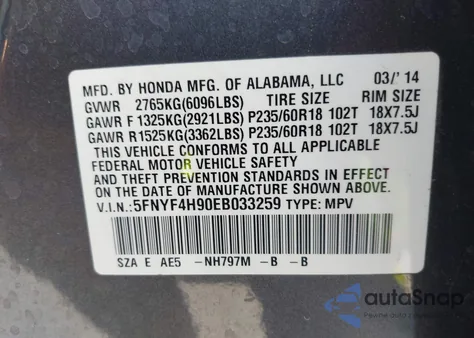 MFD. BY HONDA MFG. OF ALABAMA, LLC 03/'14
GVWR 2765KG(6096LBS) TIRE SIZE RIM SIZE
GAWR F 1325KG(2921LBS) P235/60R18 102T 18X7.5J
GAWR R 1525KG(3362LBS) P235/60R18 102T 18X7.5J
THIS VEHICLE CONFORMS TO ALL APPLICABLE
FEDERAL MOTOR VEHICLE SAFETY
AND THEFT PREVENTION STANDARDS IN EFFECT
ON THE DATE OF MANUFACTURE SHOWN ABOVE.
V.I.N.:5FNYF4H90EB033259 TYPE: MPV
SZA E AE5 -NH797M -B -B
autoSnap